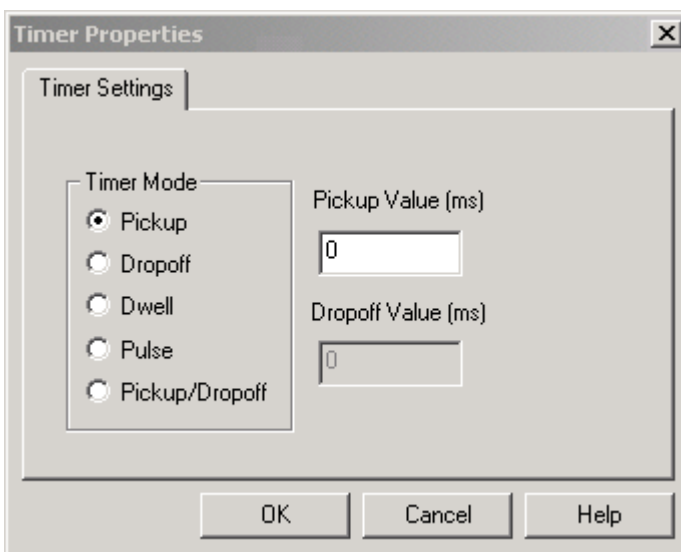 Timer Properties
Timer Settings
Timer Mode
Pickup
Dropoff
Dwell
Pulse
Pickup/Dropoff
Pickup Value (ms)
0
Dropoff Value (ms)
0
OK
Cancel
Help